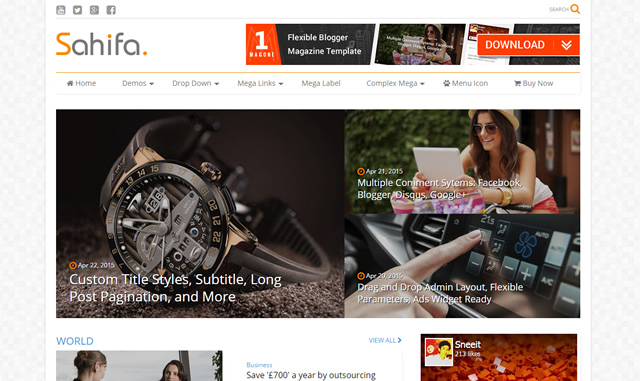 SEARCH
Sahifa.
1
MAGONE
Flexible Blogger
Magazine Template
DOWNLOAD
Home
Demos
Drop Down
Mega Links
Mega Label
Complex Mega
Menu Icon
Buy Now
Apr 22, 2015
Custom Title Styles, Subtitle, Long
Post Pagination, and More
Apr 21, 2015
Multiple Comment Sytems: Facebook,
Blogger, Disqus, Google+
Apr 20, 2015
Drag and Drop Admin Layout, Flexible
Parameters, Ads Widget Ready
WORLD
VIEW ALL
Business
Save '£700' a year by outsourcing
Sneeit
213 likes